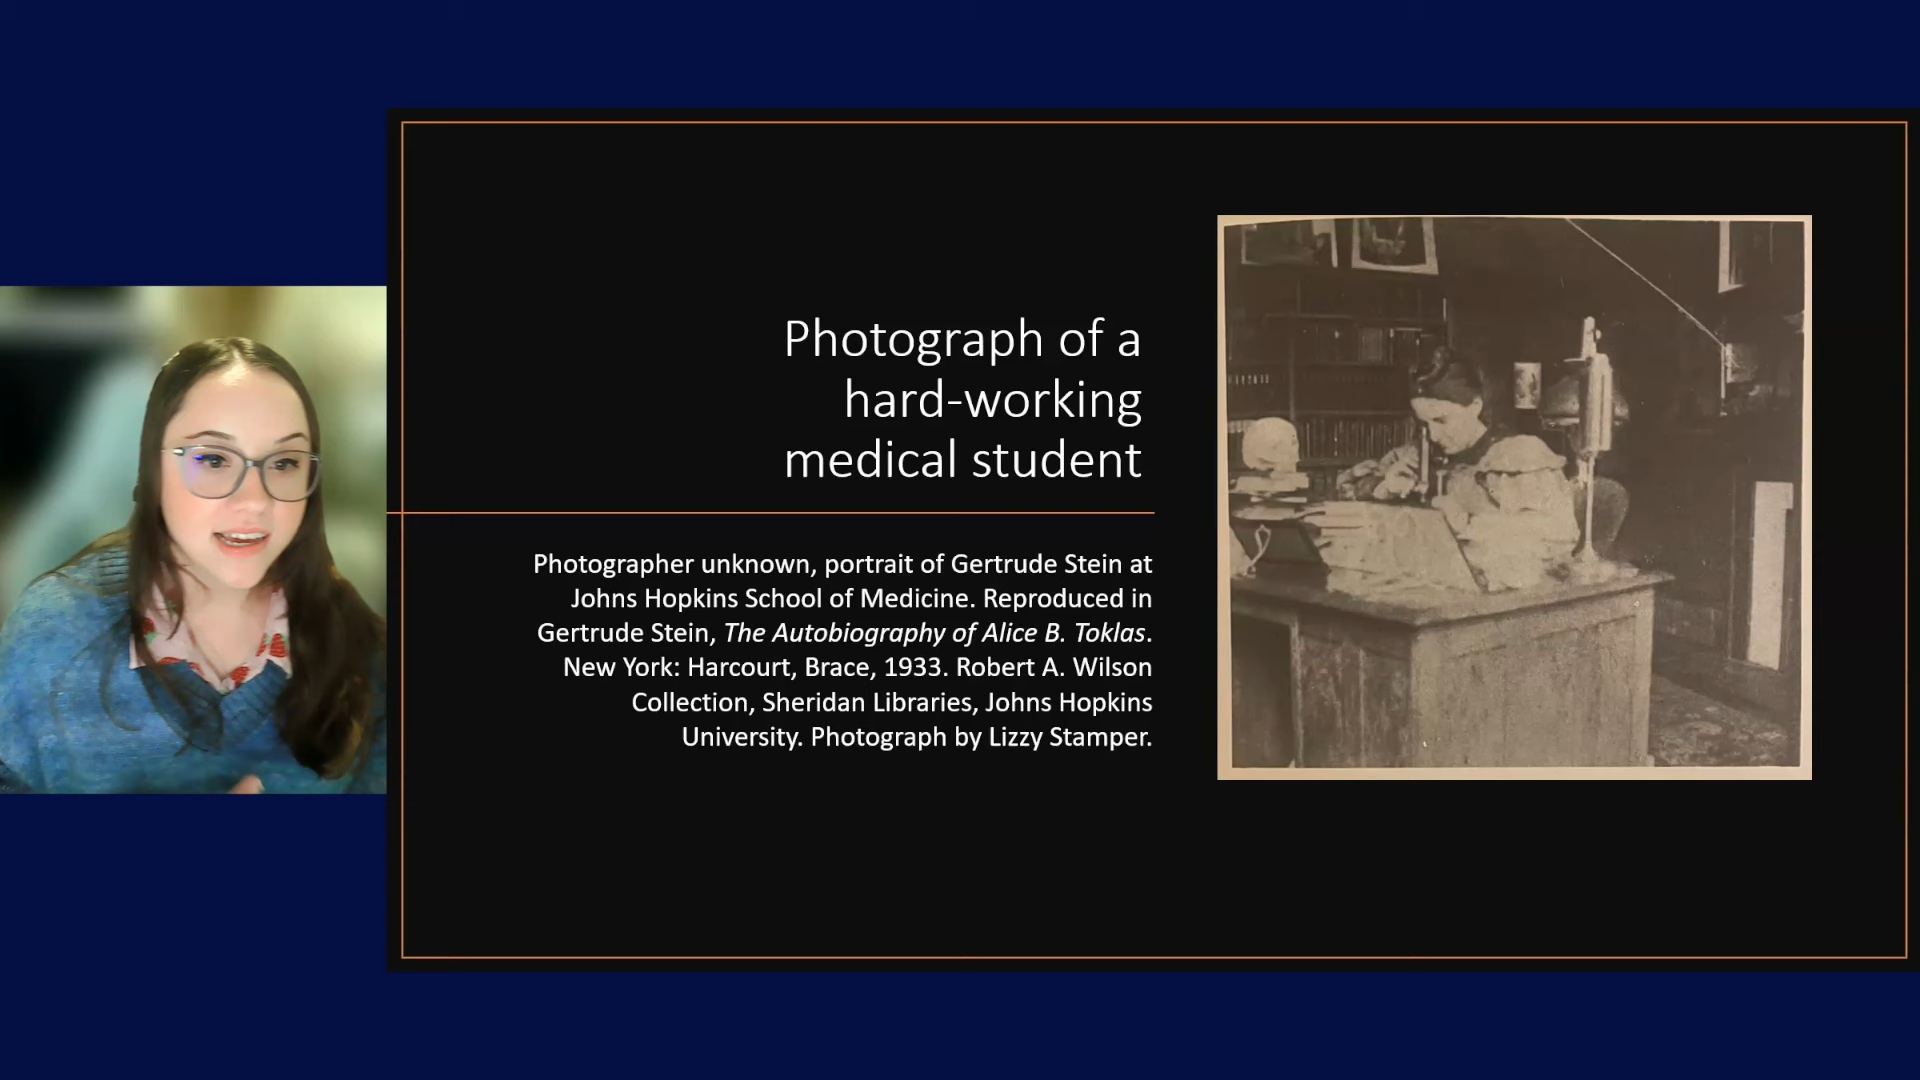 Photograph of a
hard-working
medical student
Photographer unknown, portrait of Gertrude Stein at
Johns Hopkins School of Medicine. Reproduced in
Gertrude Stein, The Autobiography of Alice B. Toklas.
New York: Harcourt, Brace, 1933. Robert A. Wilson
Collection, Sheridan Libraries, Johns Hopkins
University. Photograph by Lizzy Stamper.